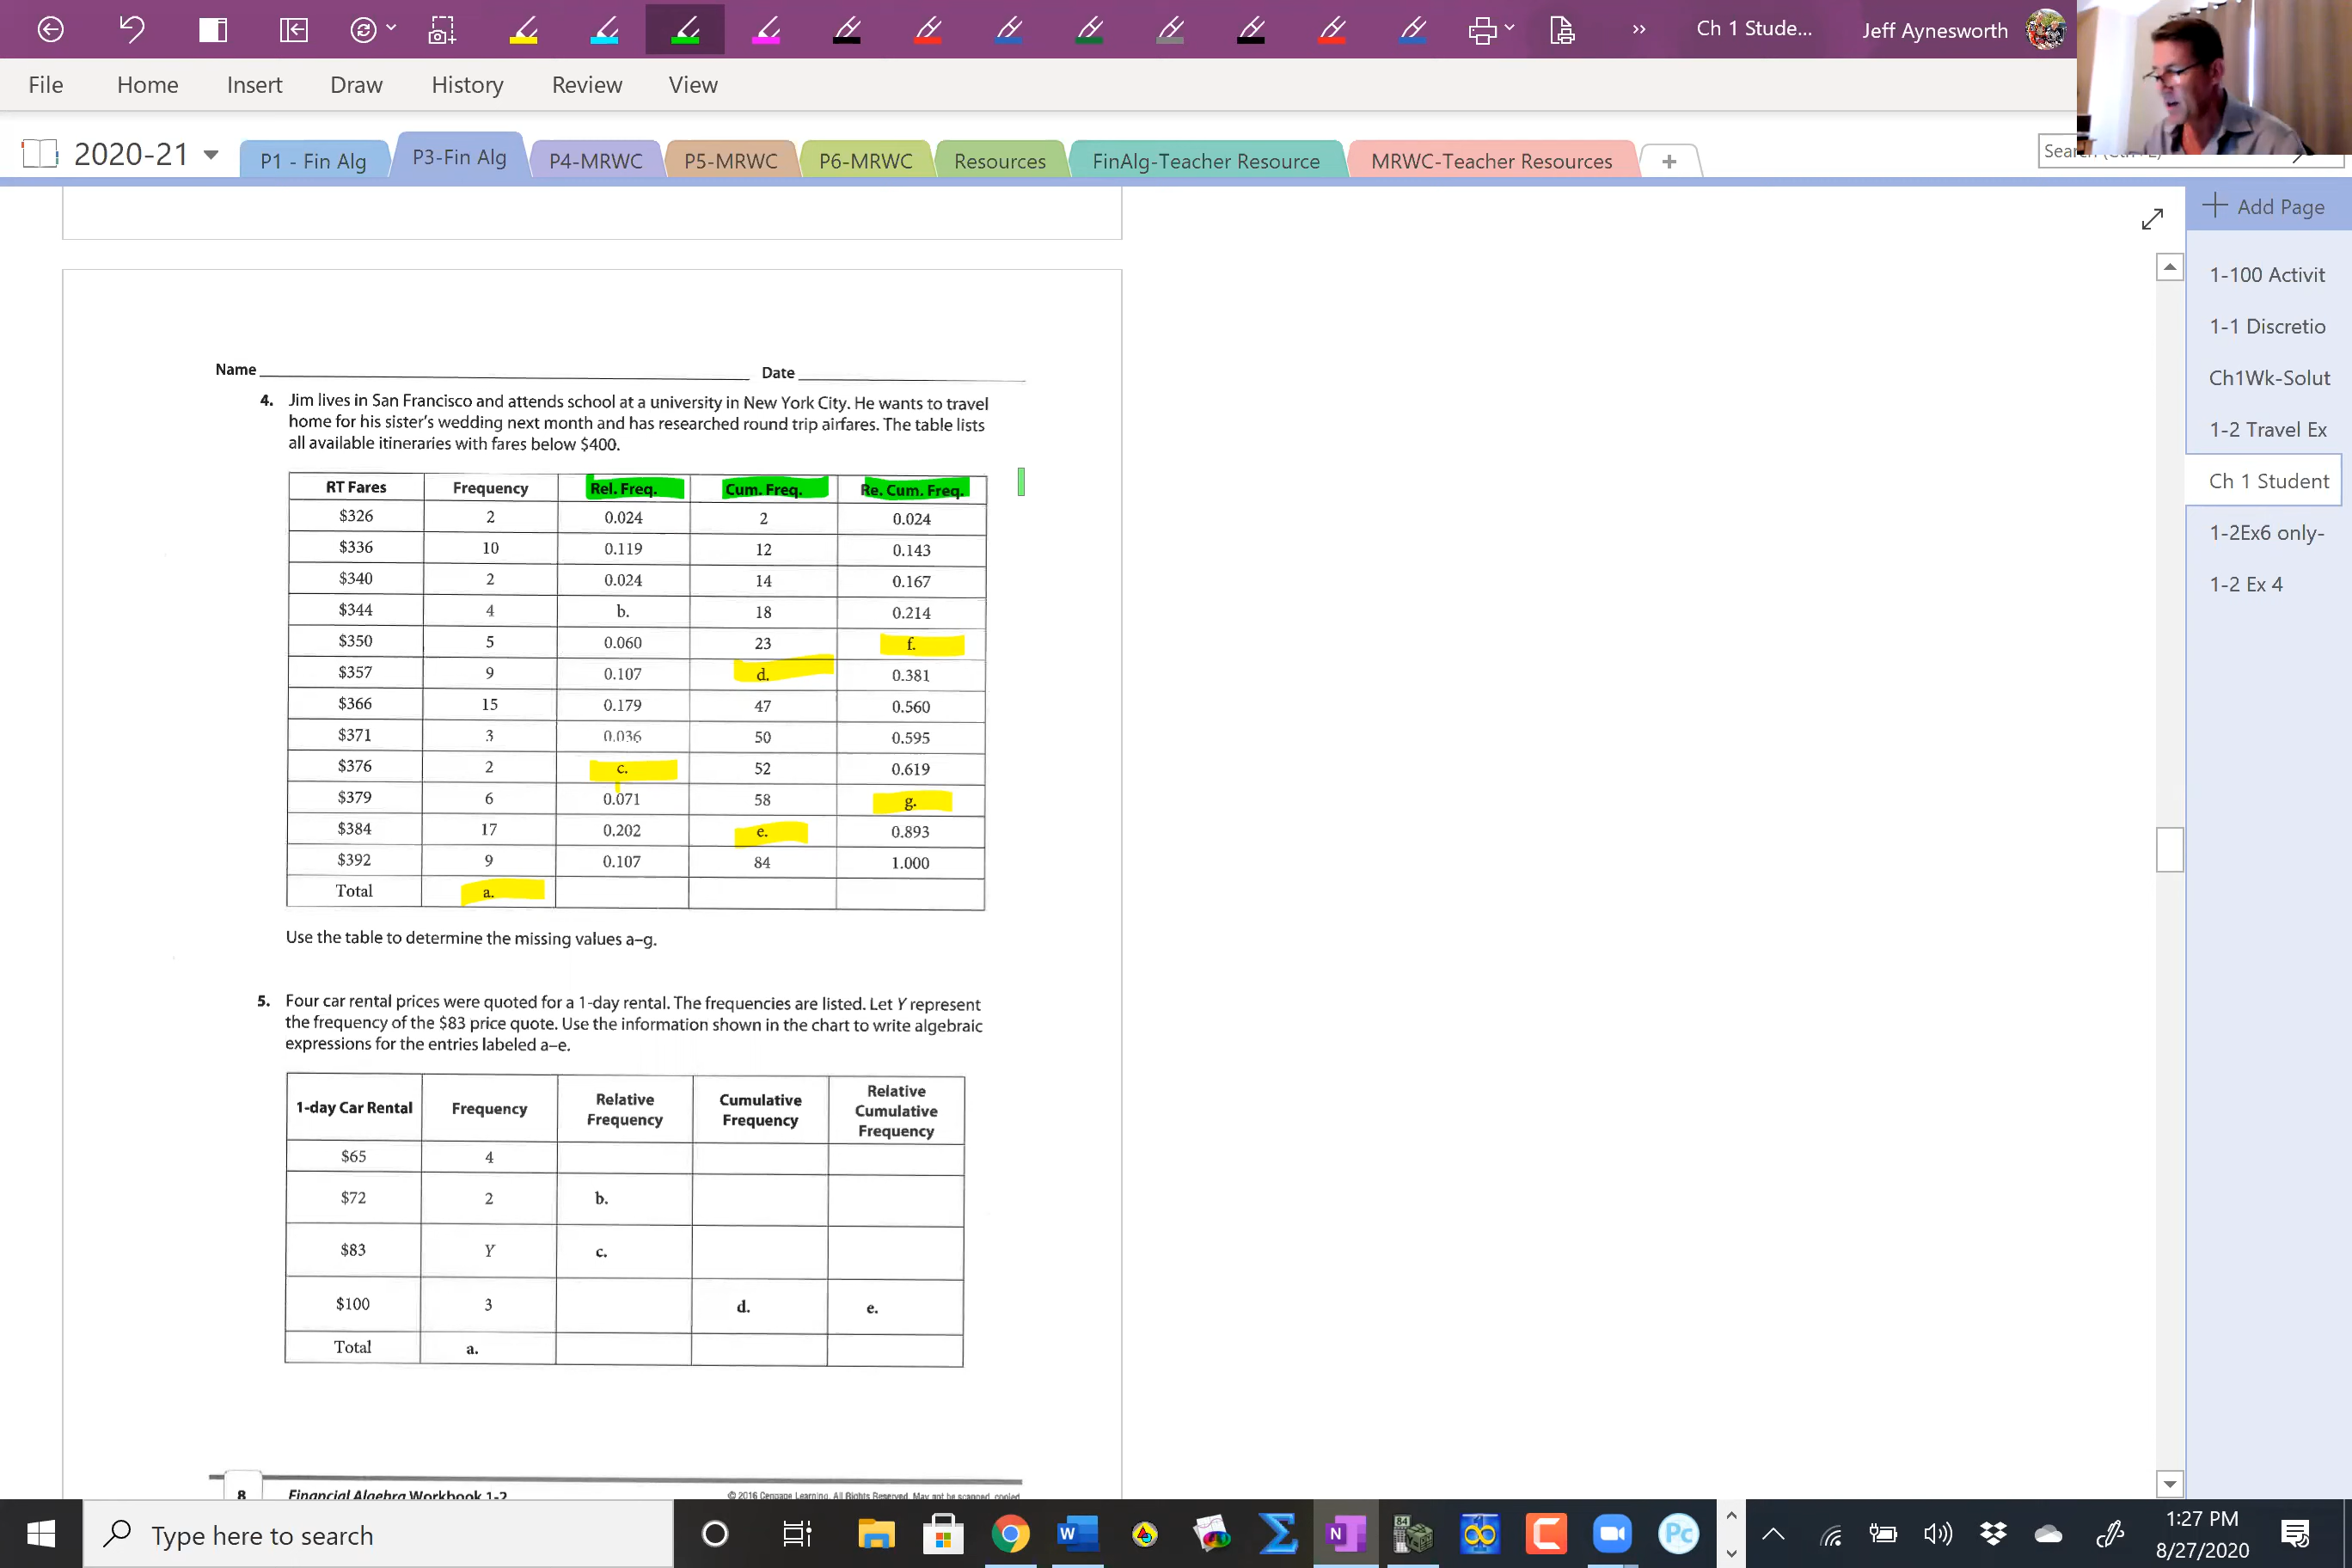 Ch 1 Stude...
Jeff Aynesworth
File Home Insert Draw History Review View
2020-21 P1 - Fin Alg P3-Fin Alg P4-MRWC P5-MRWC P6-MRWC Resources FinAlg-Teacher Resource MRWC-Teacher Resources +
Add Page
1-100 Activit
1-1 Discretio
Ch1Wk-Solut
1-2 Travel Ex
Ch 1 Student
1-2Ex6 only-
1-2 Ex 4
Name Date
4. Jim lives in San Francisco and attends school at a university in New York City. He wants to travel
home for his sister's wedding next month and has researched round trip airfares. The table lists
all available itineraries with fares below $400.
RT Fares Frequency Rel. Freq. Cum. Freq. Re. Cum. Freq.
$326 2 0.024 2 0.024
$336 10 0.119 12 0.143
$340 2 0.024 14 0.167
$344 4 b. 18 0.214
$350 5 0.060 23 f.
$357 9 0.107 d. 0.381
$366 15 0.179 47 0.560
$371 3 0.036 50 0.595
$376 2 c. 52 0.619
$379 6 0.071 58 g.
$384 17 0.202 e. 0.893
$392 9 0.107 84 1.000
Total a.
Use the table to determine the missing values a–g.
5. Four car rental prices were quoted for a 1-day rental. The frequencies are listed. Let Y represent
the frequency of the $83 price quote. Use the information shown in the chart to write algebraic
expressions for the entries labeled a–e.
1-day Car Rental Frequency Relative Frequency Cumulative Frequency Relative Cumulative Frequency
$65 4
$72 2 b.
$83 Y c.
$100 3 d. e.
Total a.
8 Financial Algebra Workbook 1-2
© 2016 Cengage Learning. All Rights Reserved. May not be scanned, copied
Type here to search
1:27 PM
8/27/2020